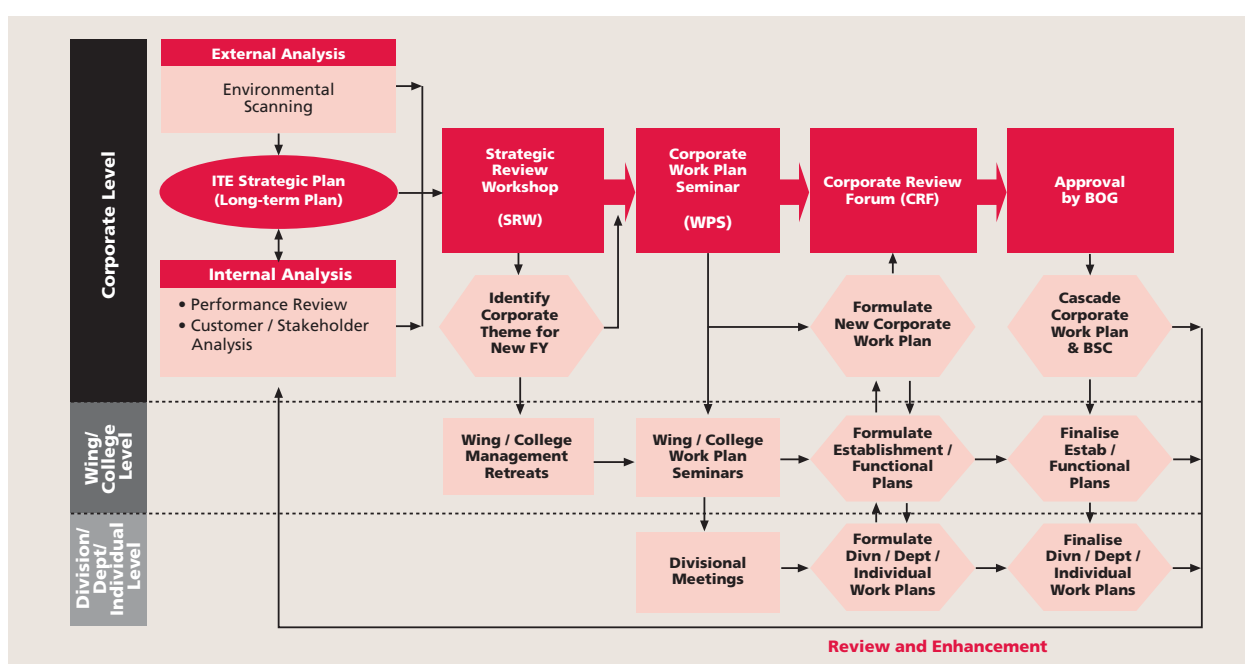 Corporate Level
External Analysis
Environmental
Scanning
ITE Strategic Plan
(Long-term Plan)
Internal Analysis
• Performance Review
• Customer / Stakeholder
Analysis
Strategic
Review
Workshop
(SRW)
Corporate
Work Plan
Seminar
(WPS)
Corporate Review
Forum (CRF)
Approval
by BOG
Identify
Corporate
Theme for
New FY
Formulate
New Corporate
Work Plan
Cascade
Corporate
Work Plan
& BSC
Wing/
College
Level
Wing / College
Management
Retreats
Wing / College
Work Plan
Seminars
Formulate
Establishment /
Functional
Plans
Finalise
Estab /
Functional
Plans
Division/
Dept/
Individual
Level
Divisional
Meetings
Formulate
Divn / Dept /
Individual
Work Plans
Finalise
Divn / Dept /
Individual
Work Plans
Review and Enhancement